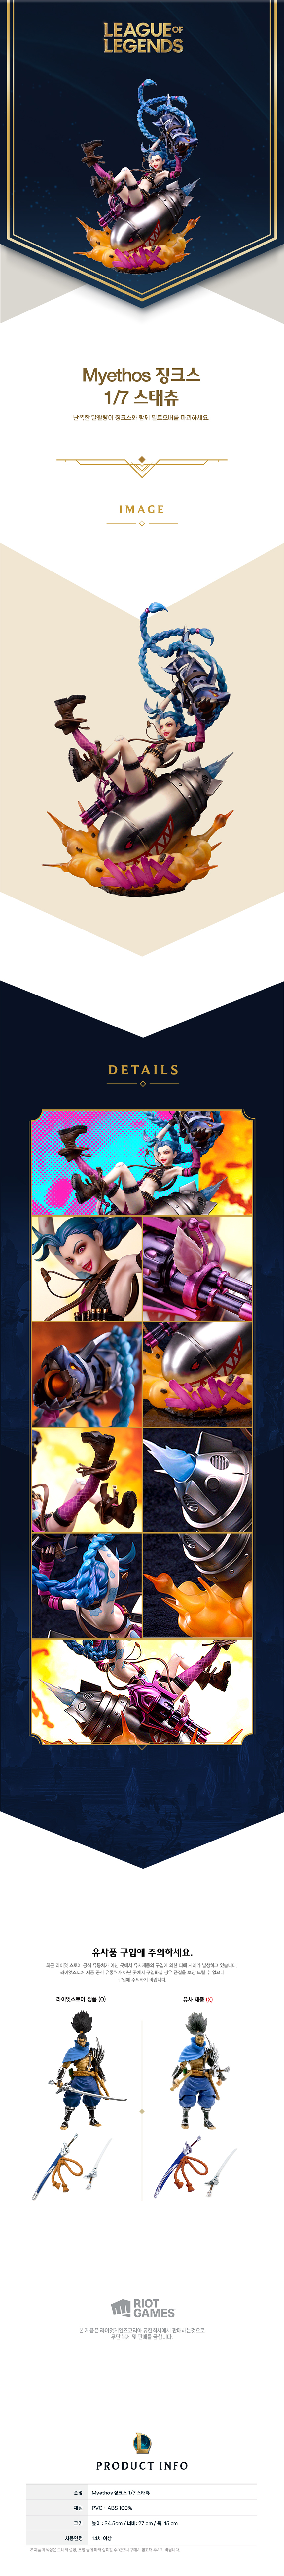 LEAGUE OF
LEGENDS
Myethos 징크스
1/7 스태츄
난폭한 말괄량이 징크스와 함께 필트오버를 파괴하세요.
IMAGE
JINX
DETAILS
JINX
유사품 구입에 주의하세요.
최근 라이엇 스토어 공식 유통처가 아닌 곳에서 유사제품의 구입에 의한 피해 사례가 발생하고 있습니다.
라이엇스토어 제품 공식 유통처가 아닌 곳에서 구입하실 경우 품질을 보장 드릴 수 없으니
구입에 주의하기 바랍니다.
라이엇스토어 정품 (O)
유사 제품 (X)
RIOT
GAMES
본 제품은 라이엇게임즈코리아 유한회사에서 판매하는것으로
무단 복제 및 판매를 금합니다.
PRODUCT INFO
품명 Myethos 징크스 1/7 스태츄
재질 PVC + ABS 100%
크기 높이 : 34.5cm / 너비: 27 cm / 폭: 15 cm
사용연령 14세 이상